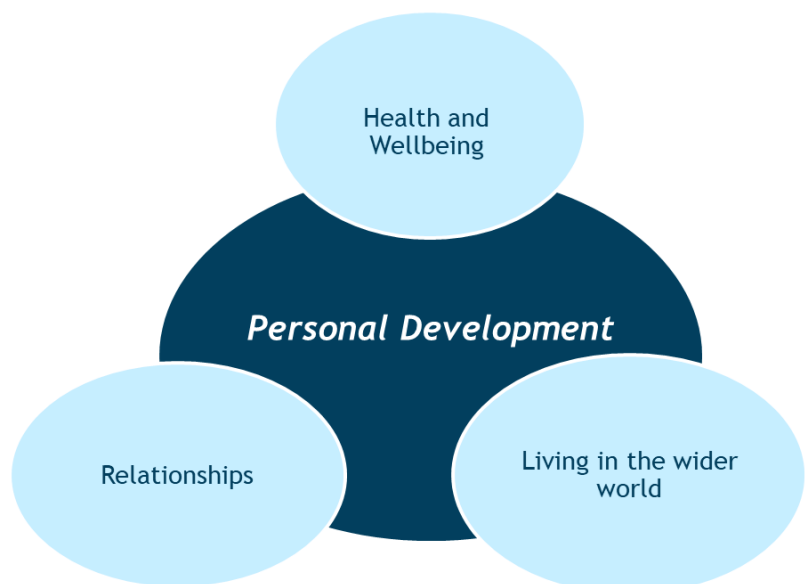 Health and
Wellbeing
Personal Development
Relationships
Living in the wider
world